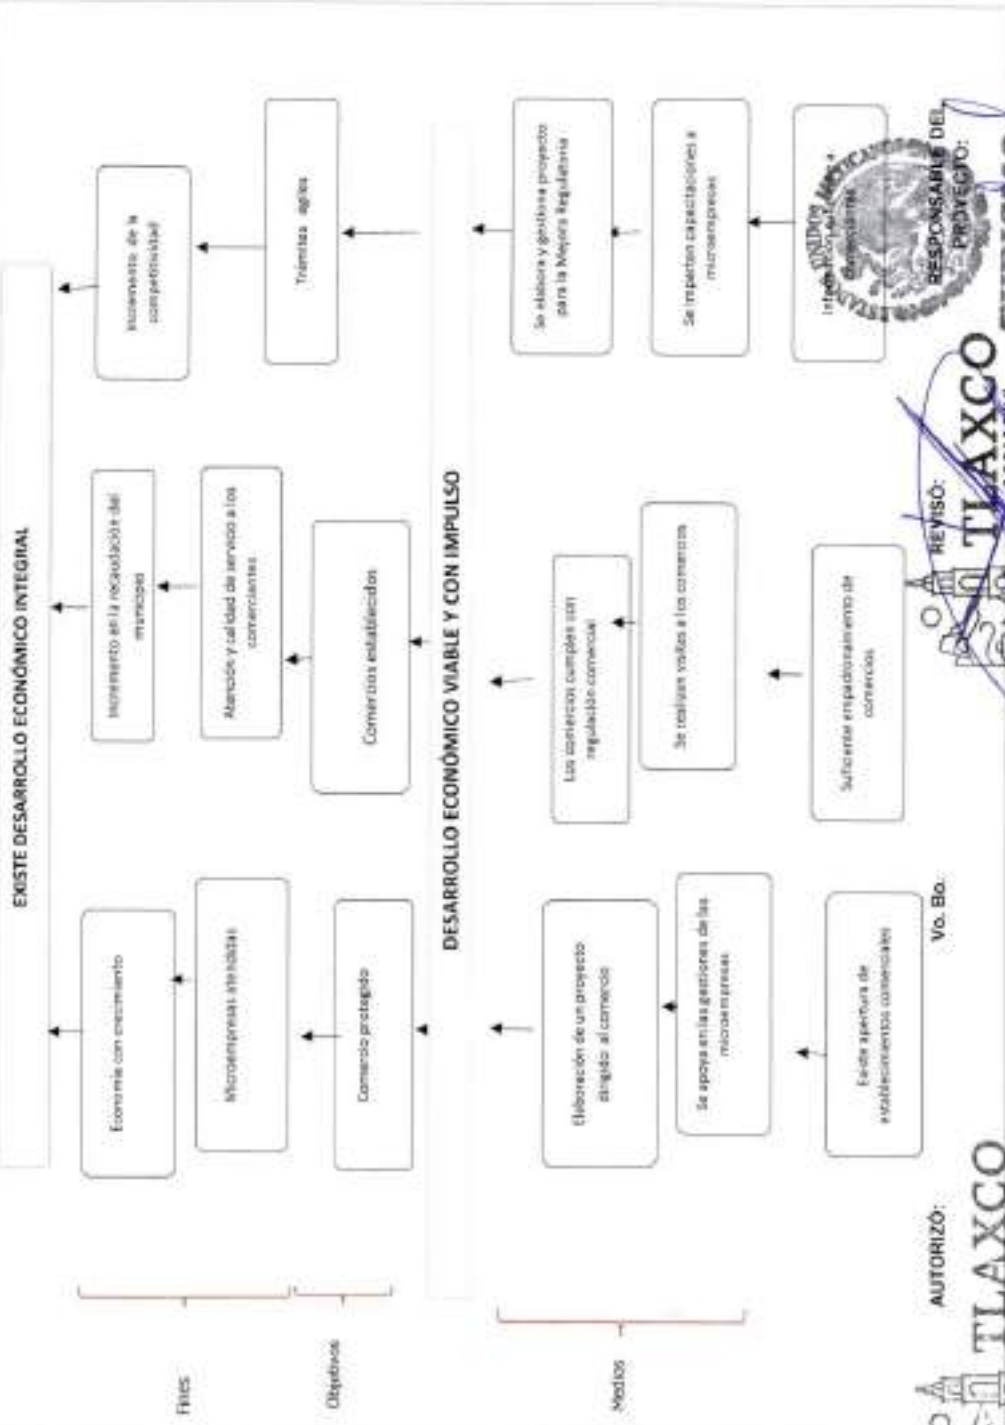 EXISTE DESARROLLO ECONÓMICO INTEGRAL
Fines
Economía con crecimiento
Incremento en la recaudación del
municipio
Incremento de la
competitividad
Microempresas atendidas
Atención y calidad de servicio a los
comerciantes
Trámites agiles
Objetivos
Comercio protegido
Comercios establecidos
DESARROLLO ECONÓMICO VIABLE Y CON IMPULSO
Medios
Elaboración de un proyecto
dirigido al comercio
Los comercios cumplen con
regulación comercial
Se elabora y gestiona proyecto
para la Mejora Regulatoria
Se apoya en las gestiones de las
microempresas
Se realizan visitas a los comercios
Se imparten capacitaciones a
microempresas
Existe apertura de
establecimientos comerciales
Suficiente empadronamiento de
comercios
AUTORIZÓ:
Vo. Bo.
REVISÓ:
RESPONSABLE DEL
PROYECTO:
TLAXCO
TLAXCO